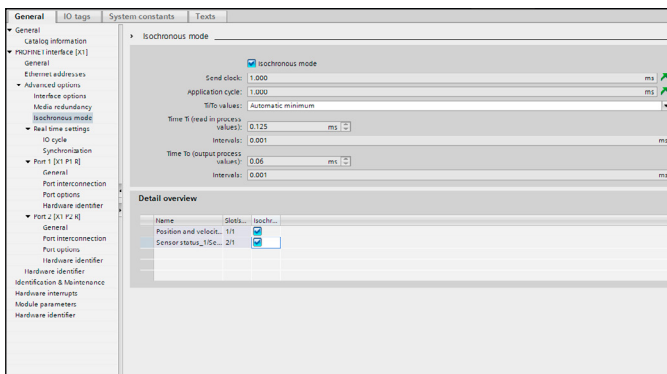 General
IO tags
System constants
Texts
General
Catalog information
PROFINET interface [X1]
General
Ethernet addresses
Advanced options
Interface options
Media redundancy
Isochronous mode
Real time settings
IO cycle
Synchronization
Port 1 [X1 P1 R]
General
Port interconnection
Port options
Hardware identifier
Port 2 [X1 P2 R]
General
Port interconnection
Port options
Hardware identifier
Hardware identifier
Identification & Maintenance
Hardware interrupts
Module parameters
Hardware identifier
Isochronous mode
Isochronous mode
Send clock: 1.000 ms
Application cycle: 1.000 ms
Ti/To values: Automatic minimum
Time Ti (read in process
values): 0.125 ms
Intervals: 0.001 ms
Time To (output process
values): 0.06 ms
Intervals: 0.001 ms
Detail overview
Name Slot/s... Isochr...
Position and velocit... 1/1
Sensor status_1/Se... 2/1